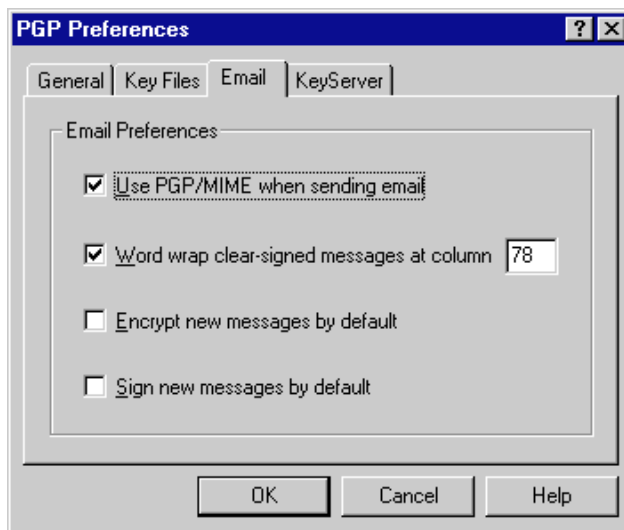 PGP Preferences
General Key Files Email KeyServer
Email Preferences
Use PGP/MIME when sending email
Word wrap clear-signed messages at column 78
Encrypt new messages by default
Sign new messages by default
OK Cancel Help